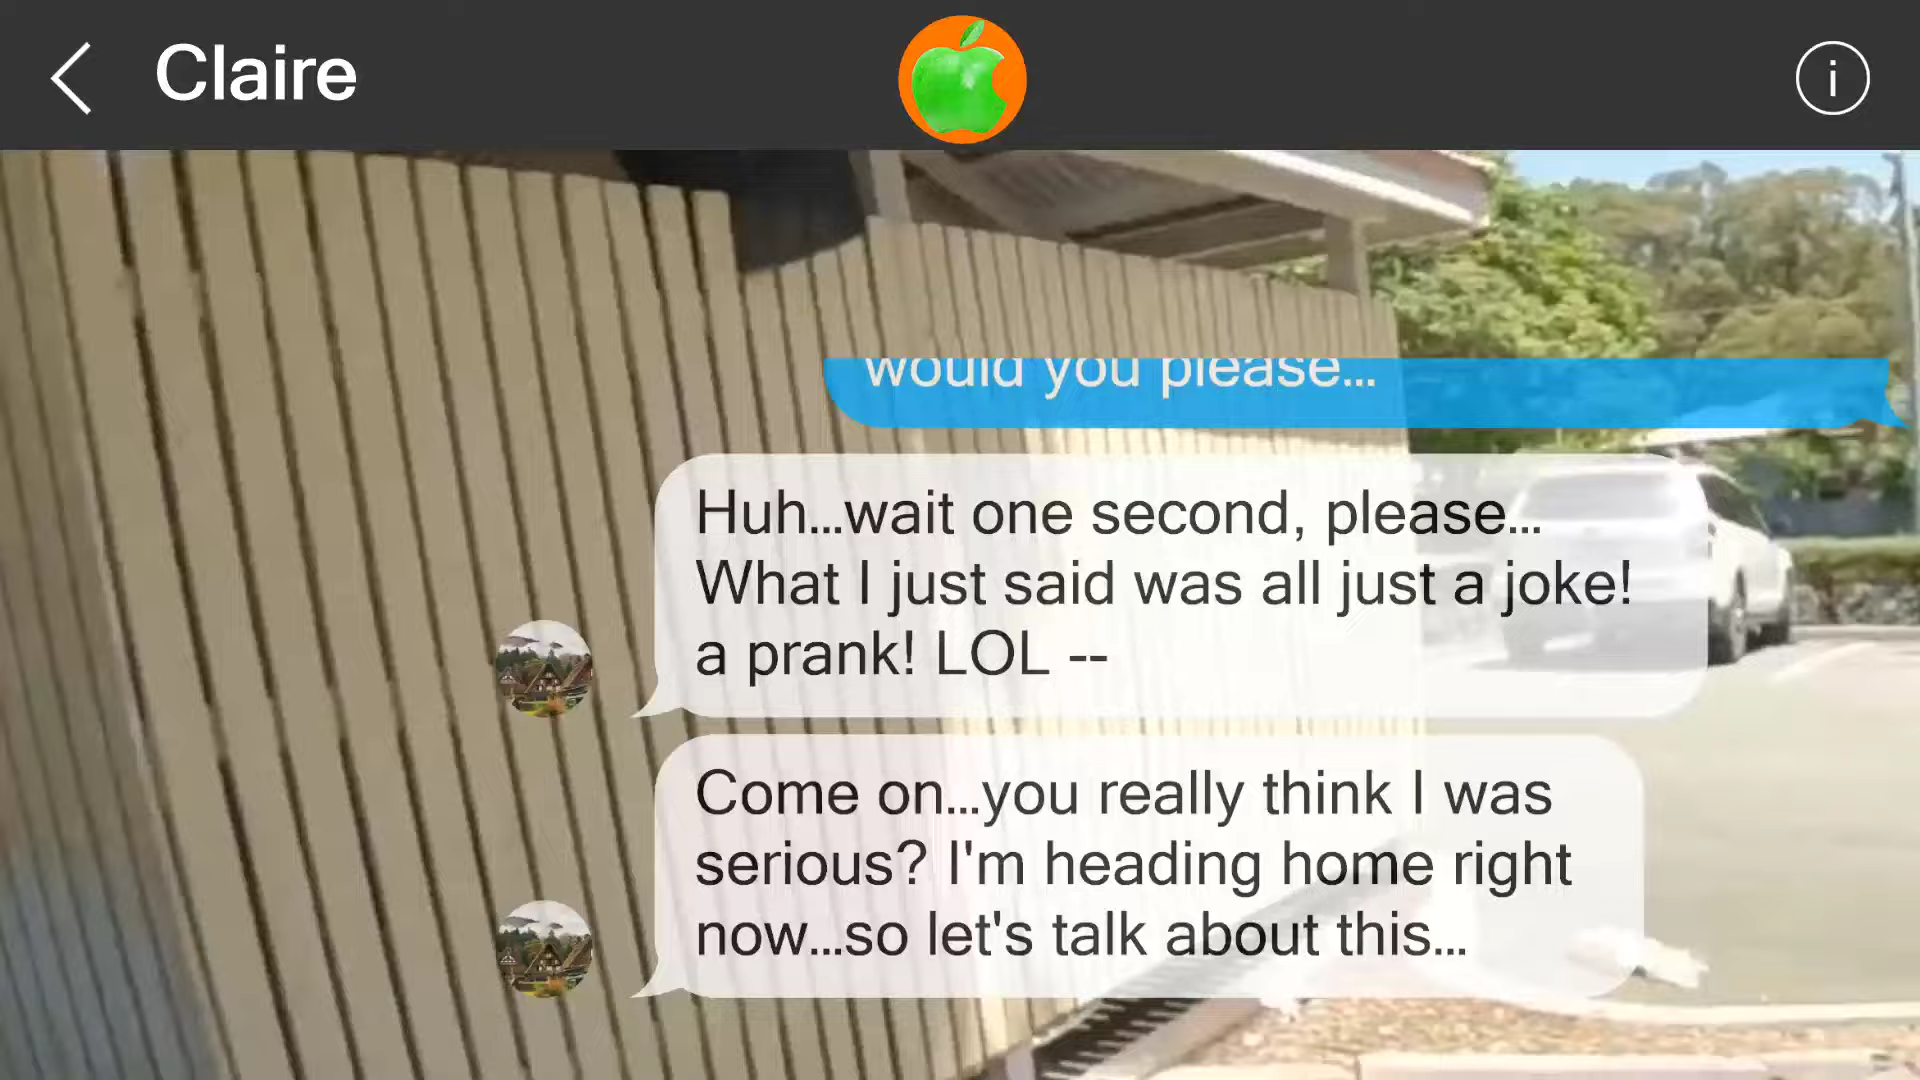 Claire
would you please...
Huh...wait one second, please...
What I just said was all just a joke!
a prank! LOL --
Come on...you really think I was
serious? I'm heading home right
now...so let's talk about this...